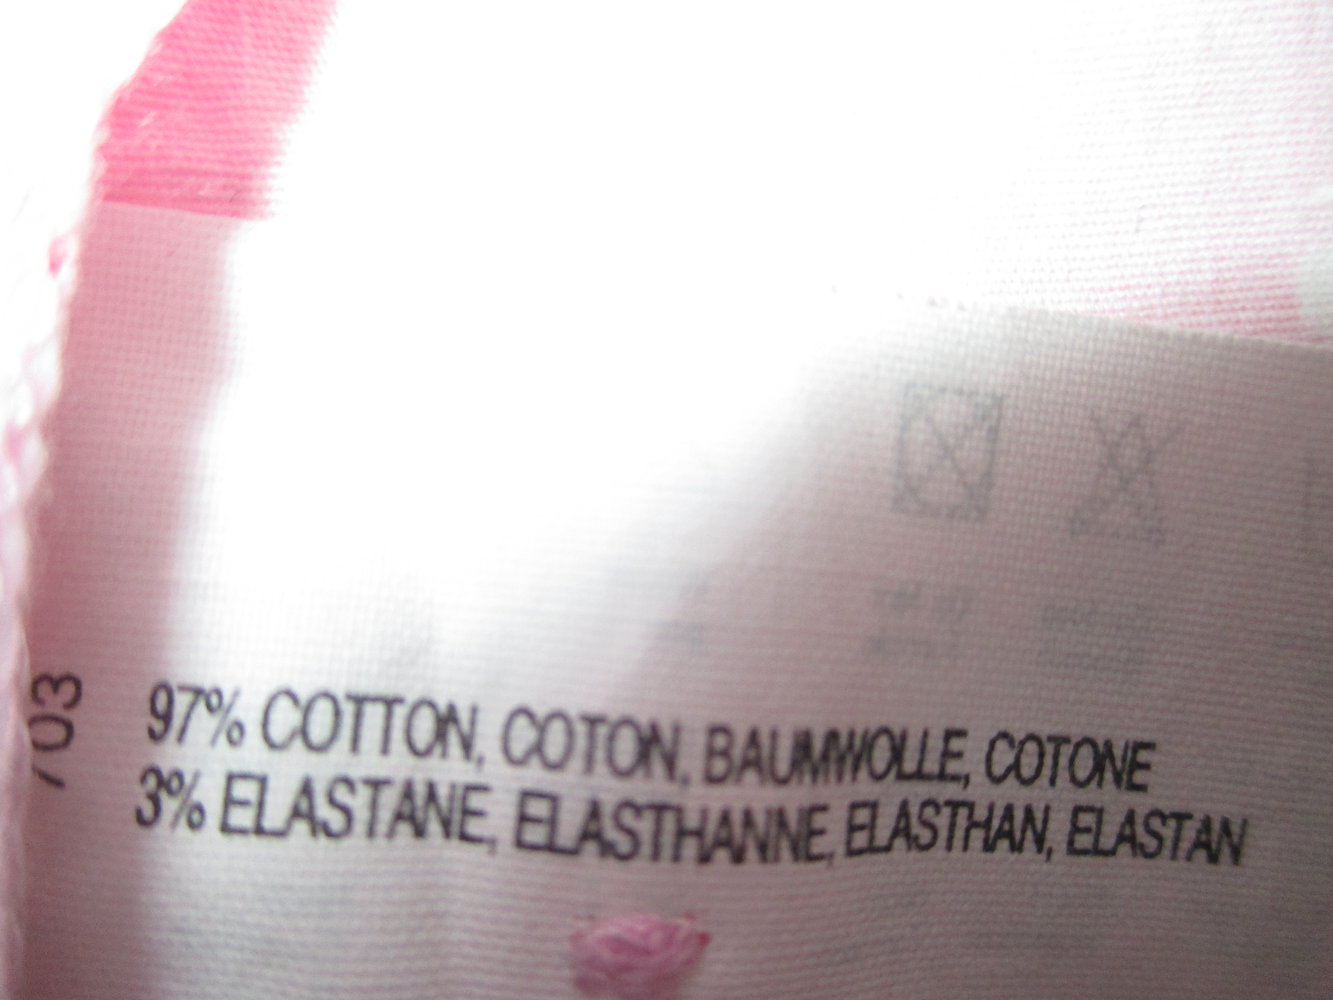 97% COTTON, COTON, BAUMWOLLE, COTONE
3% ELASTANE, ELASTHANNE, ELASTHAN, ELASTAN
703